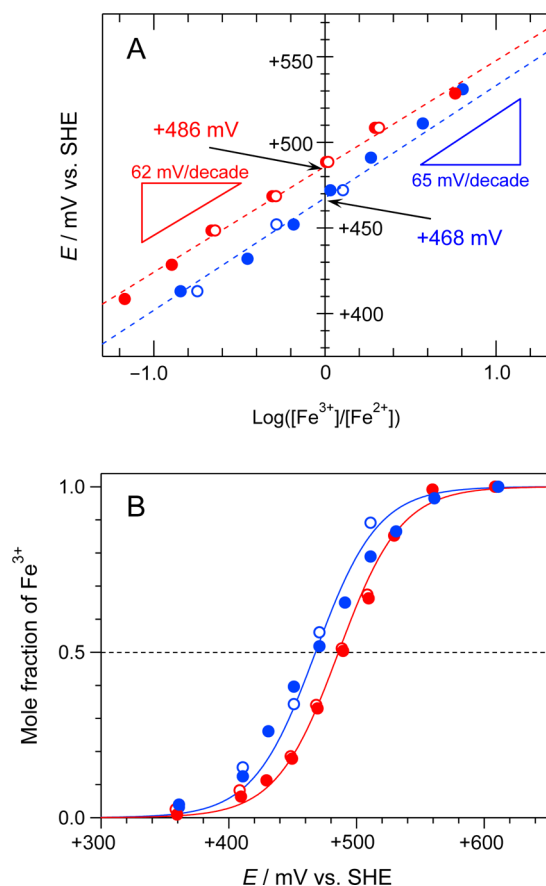 A
+550
+500
+450
+400
E / mV vs. SHE
+486 mV
62 mV/decade
65 mV/decade
+468 mV
−1.0
0
1.0
Log([Fe³⁺]/[Fe²⁺])
B
1.0
0.5
0.0
Mole fraction of Fe³⁺
+300
+400
+500
+600
E / mV vs. SHE